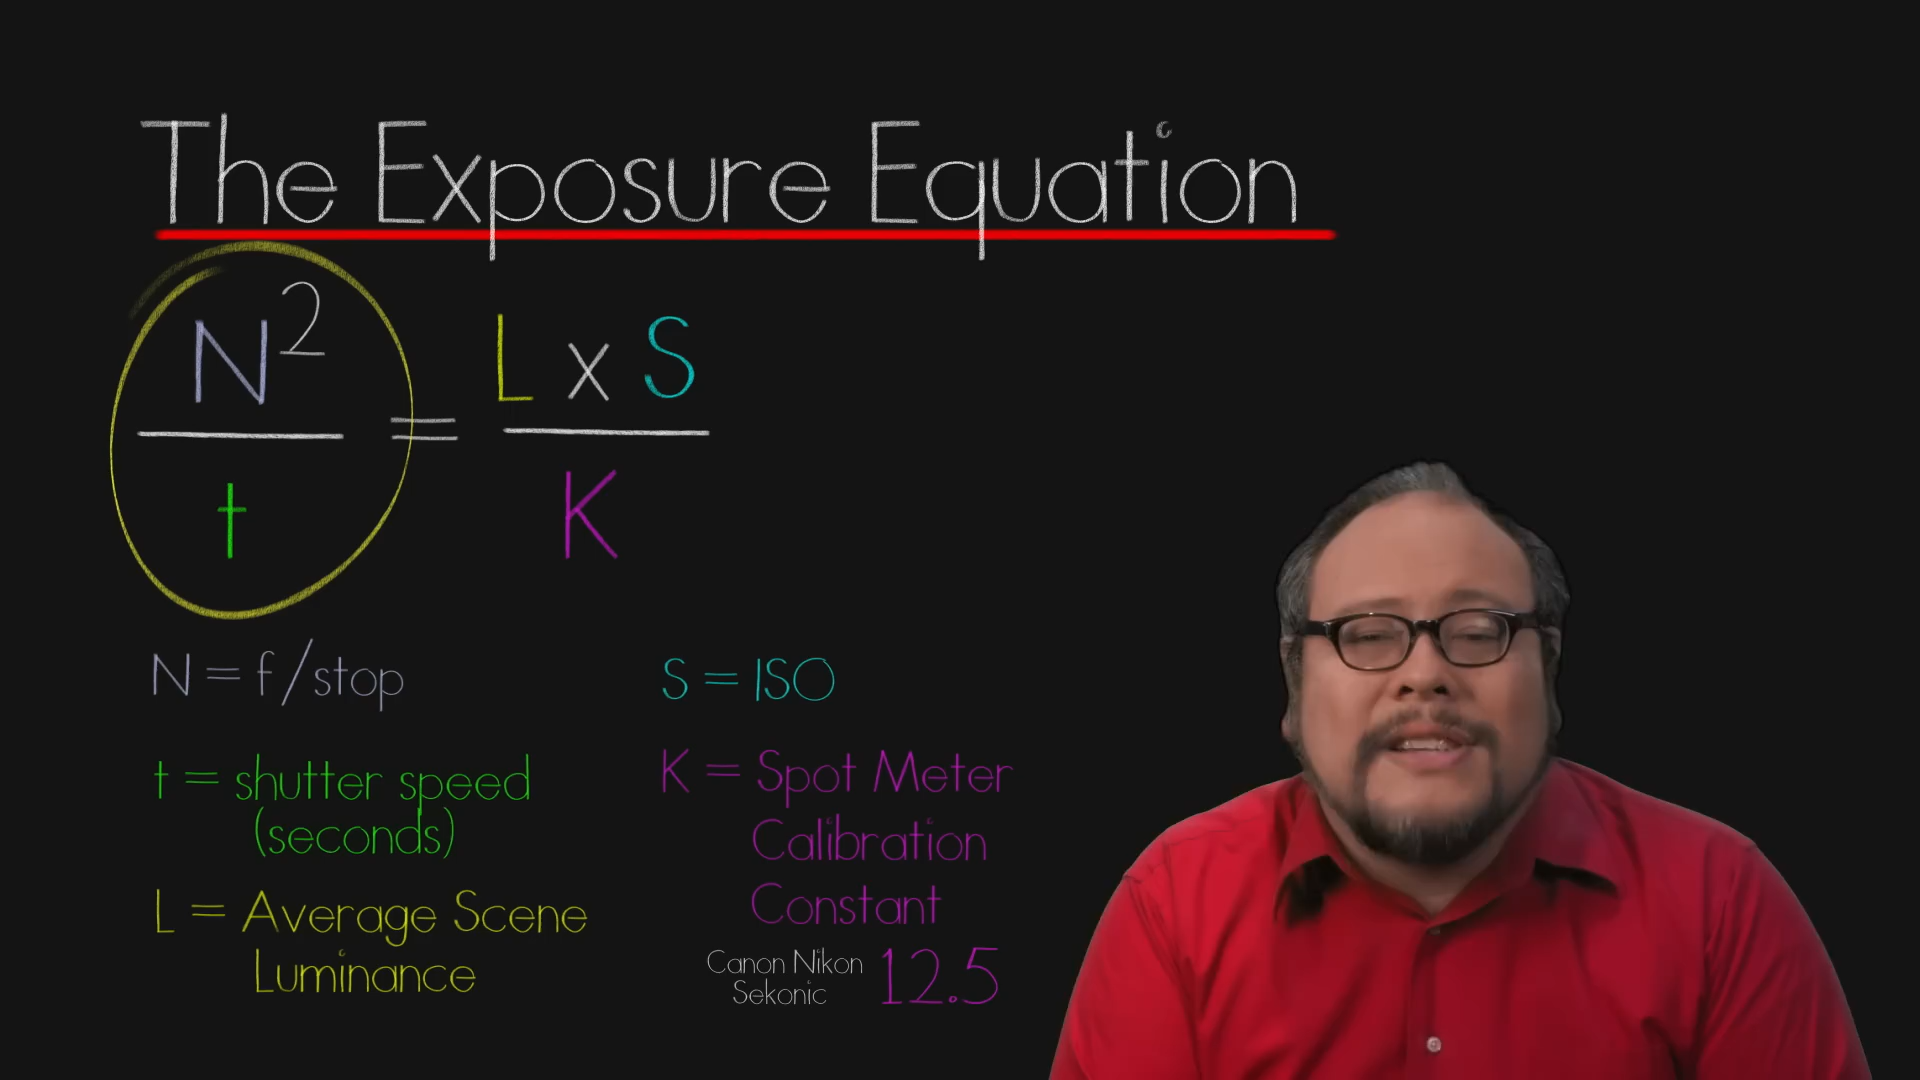 The Exposure Equation
N² / t = L x S / K
N = f/stop
t = shutter speed
(seconds)
L = Average Scene
Luminance
S = ISO
K = Spot Meter
Calibration
Constant
Canon Nikon
Sekonic
12.5